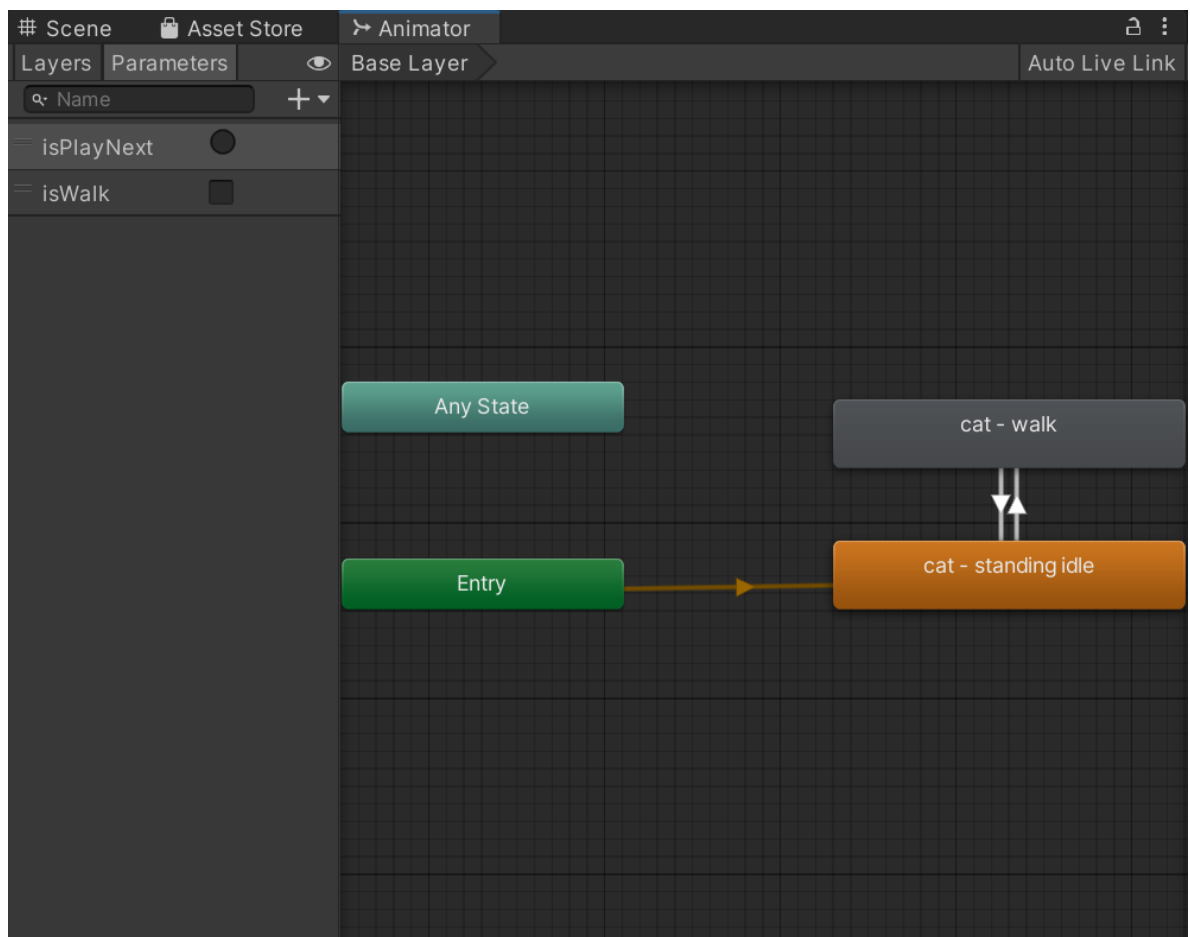 Scene Asset Store Animator
Layers Parameters Base Layer Auto Live Link
Name
isPlayNext
isWalk
Any State
cat - walk
cat - standing idle
Entry